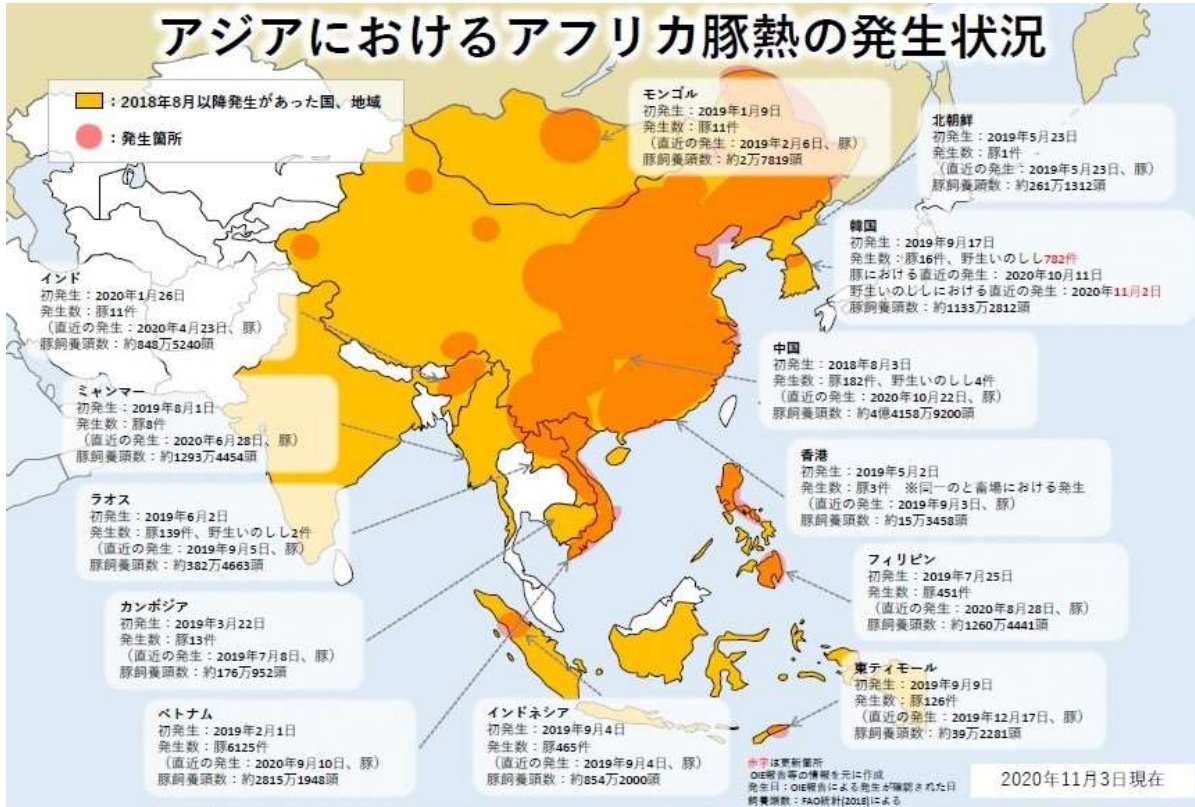 アジアにおけるアフリカ豚熱の発生状況
：2018年8月以降発生があった国、地域
：発生箇所
モンゴル
初発生：2019年1月9日
発生数：豚11件
（直近の発生：2019年2月6日、豚）
豚飼養頭数：約2万7819頭
北朝鮮
初発生：2019年5月23日
発生数：豚1件
（直近の発生：2019年5月23日、豚）
豚飼養頭数：約261万1312頭
韓国
初発生：2019年9月17日
発生数：豚16件、野生いのしし782件
豚における直近の発生： 2020年10月11日
野生いのししにおける直近の発生：2020年11月2日
豚飼養頭数：約1133万2812頭
インド
初発生：2020年1月26日
発生数：豚11件
（直近の発生：2020年4月23日、豚）
豚飼養頭数：約848万5240頭
中国
初発生：2018年8月3日
発生数：豚182件、野生いのしし4件
（直近の発生：2020年10月22日、豚）
豚飼養頭数：約4億4158万9200頭
ミャンマー
初発生：2019年8月1日
発生数：豚8件
（直近の発生：2020年6月28日、豚）
豚飼養頭数：約1293万4454頭
香港
初発生：2019年5月2日
発生数：豚3件 ※同一のと畜場における発生
（直近の発生：2019年9月3日、豚）
豚飼養頭数：約15万3458頭
ラオス
初発生：2019年6月2日
発生数：豚139件、野生いのしし2件
（直近の発生：2019年9月5日、豚）
豚飼養頭数：約382万4663頭
フィリピン
初発生：2019年7月25日
発生数：豚451件
（直近の発生：2020年8月28日、豚）
豚飼養頭数：約1260万4441頭
カンボジア
初発生：2019年3月22日
発生数：豚13件
（直近の発生：2019年7月8日、豚）
豚飼養頭数：約176万952頭
東ティモール
初発生：2019年9月9日
発生数：豚126件
（直近の発生：2019年12月17日、豚）
豚飼養頭数：約39万2281頭
ベトナム
初発生：2019年2月1日
発生数：豚6125件
（直近の発生：2020年9月10日、豚）
豚飼養頭数：約2815万1948頭
インドネシア
初発生：2019年9月4日
発生数：豚465件
（直近の発生：2019年9月4日、豚）
豚飼養頭数：約854万2000頭
赤字は更新箇所
OIE報告等の情報を元に作成
発生日：OIE報告による発生が確認された日
飼養頭数：FAO統計(2018)による
2020年11月3日現在